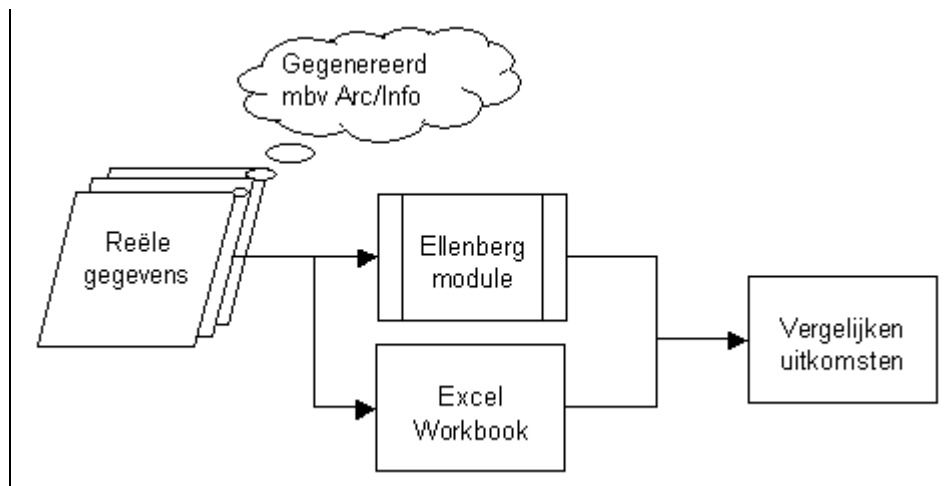 Gegenereerd
mbv Arc/Info
Reële
gegevens
Ellenberg
module
Excel
Workbook
Vergelijken
uitkomsten